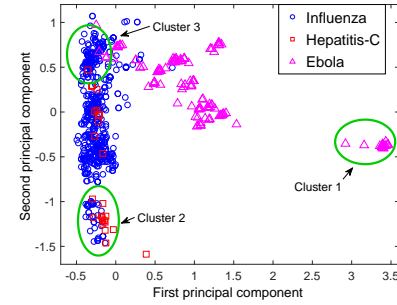 1
0.5
0
-0.5
-1
-1.5
-0.5
0
0.5
1
1.5
2
2.5
3
3.5
Second principal component
First principal component
Influenza
Hepatitis-C
Ebola
Cluster 3
Cluster 1
Cluster 2